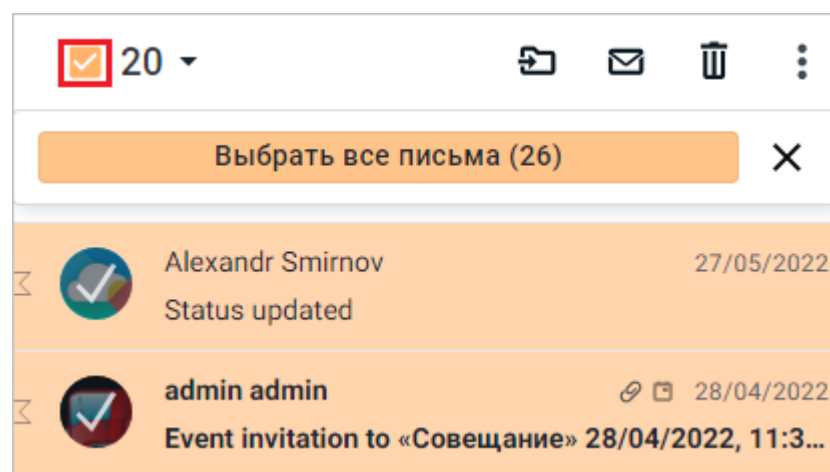 20
Выбрать все письма (26)
Alexandr Smirnov 27/05/2022
Status updated
admin admin 28/04/2022
Event invitation to «Совещание» 28/04/2022, 11:3...